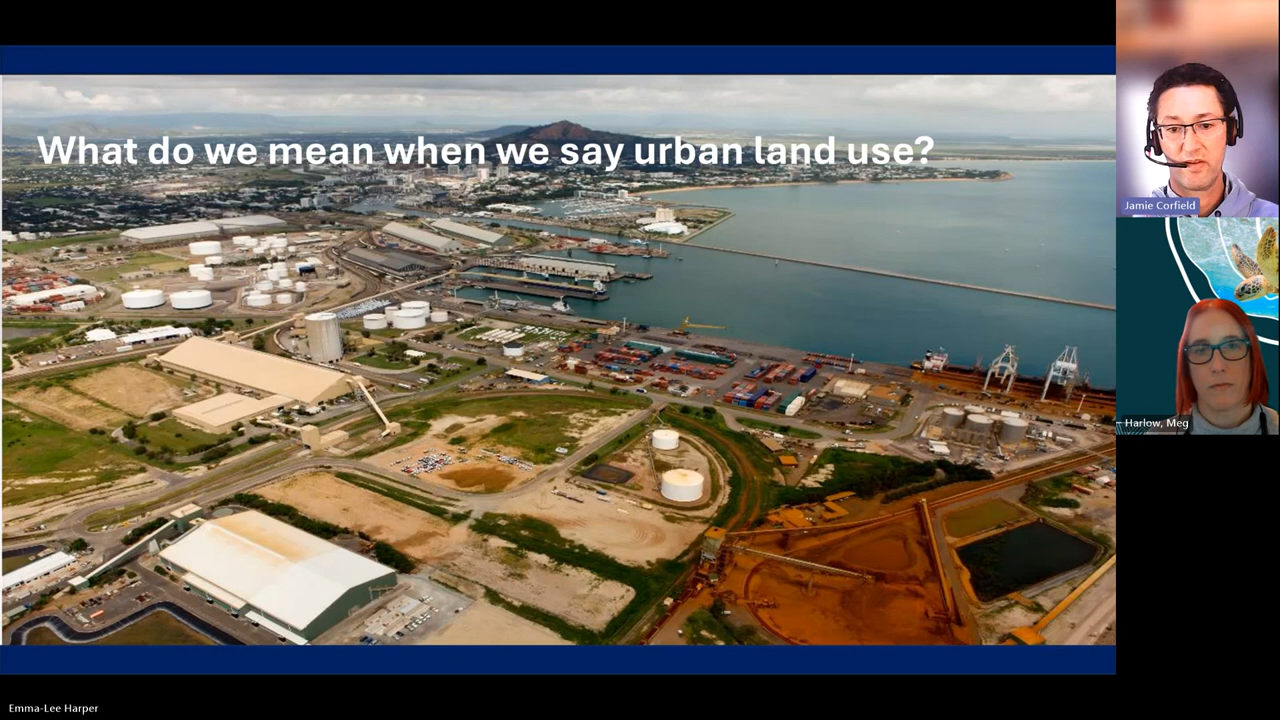 What do we mean when we say urban land use?
Jamie Corfield
Harlow, Meg
Emma-Lee Harper